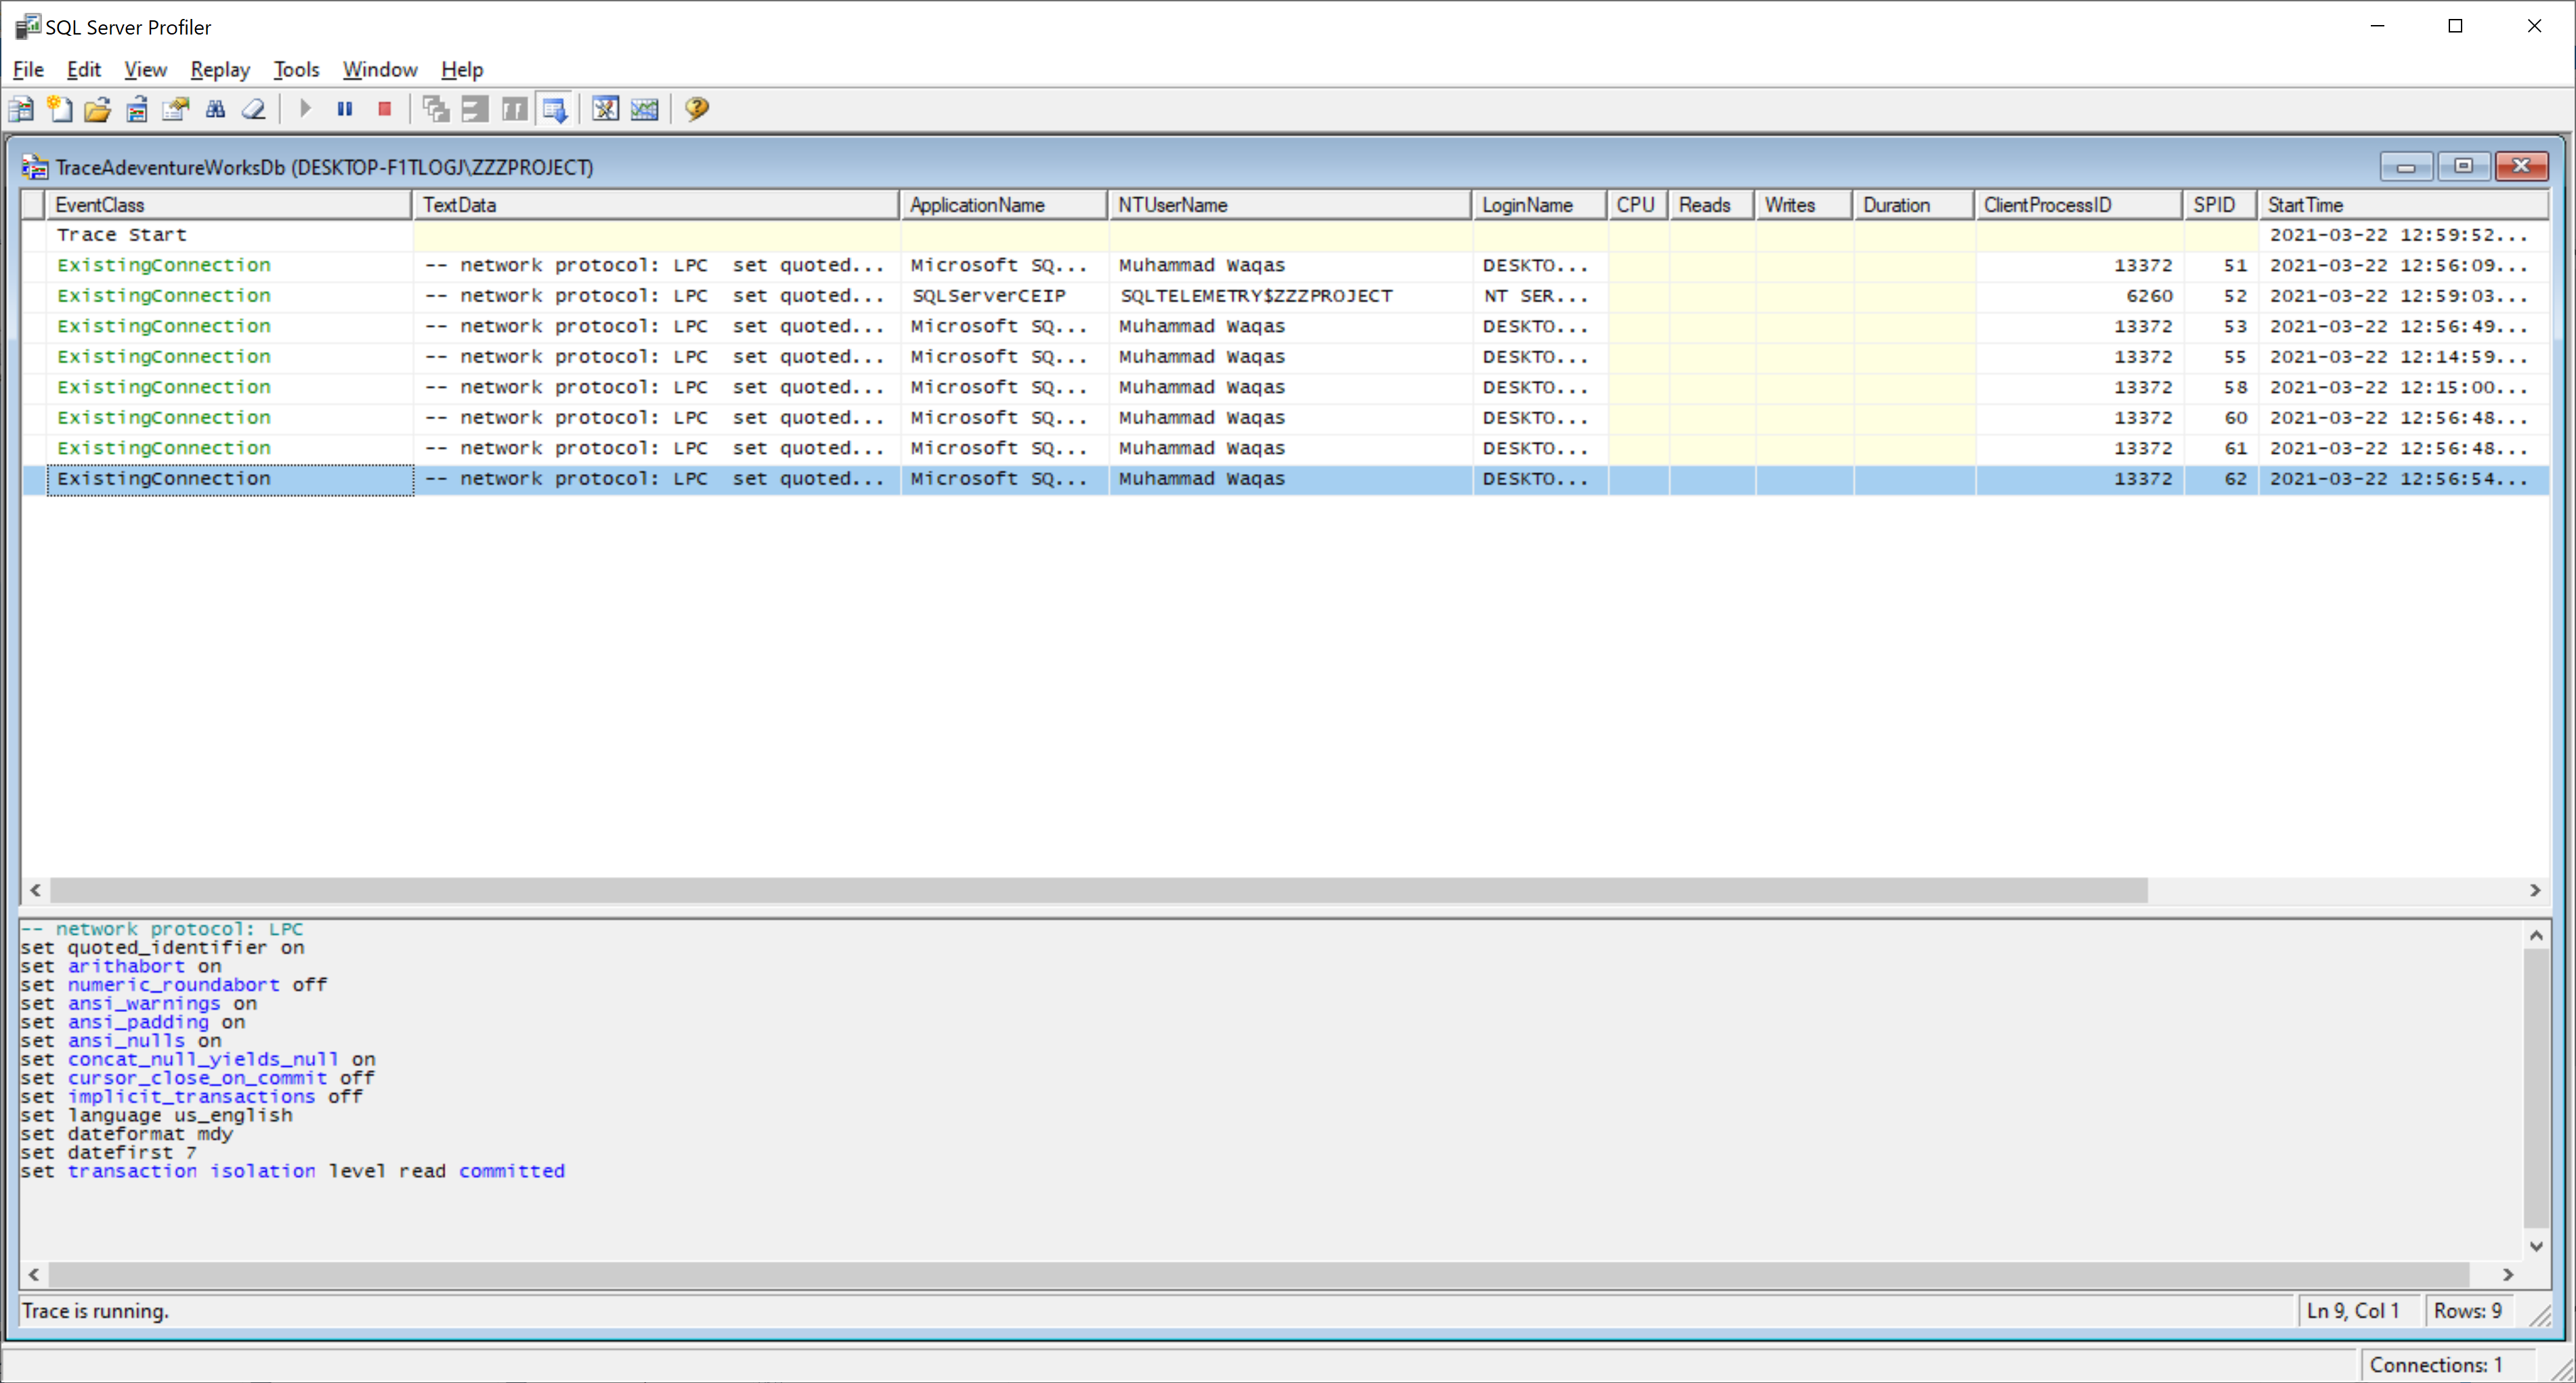 SQL Server Profiler
File Edit View Replay Tools Window Help
TraceAdeventureWorksDb (DESKTOP-F1TLOGJ\ZZZPROJECT)
EventClass TextData ApplicationName NTUserName LoginName CPU Reads Writes Duration ClientProcessID SPID StartTime
Trace Start 2021-03-22 12:59:52...
ExistingConnection -- network protocol: LPC set quoted... Microsoft SQ... Muhammad Waqas DESKTO... 13372 51 2021-03-22 12:56:09...
ExistingConnection -- network protocol: LPC set quoted... SQLServerCEIP SQLTELEMETRY$ZZZPROJECT NT SER... 6260 52 2021-03-22 12:59:03...
ExistingConnection -- network protocol: LPC set quoted... Microsoft SQ... Muhammad Waqas DESKTO... 13372 53 2021-03-22 12:56:49...
ExistingConnection -- network protocol: LPC set quoted... Microsoft SQ... Muhammad Waqas DESKTO... 13372 55 2021-03-22 12:14:59...
ExistingConnection -- network protocol: LPC set quoted... Microsoft SQ... Muhammad Waqas DESKTO... 13372 58 2021-03-22 12:15:00...
ExistingConnection -- network protocol: LPC set quoted... Microsoft SQ... Muhammad Waqas DESKTO... 13372 60 2021-03-22 12:56:48...
ExistingConnection -- network protocol: LPC set quoted... Microsoft SQ... Muhammad Waqas DESKTO... 13372 61 2021-03-22 12:56:48...
ExistingConnection -- network protocol: LPC set quoted... Microsoft SQ... Muhammad Waqas DESKTO... 13372 62 2021-03-22 12:56:54...
-- network protocol: LPC
set quoted_identifier on
set arithabort on
set numeric_roundabort off
set ansi_warnings on
set ansi_padding on
set ansi_nulls on
set concat_null_yields_null on
set cursor_close_on_commit off
set implicit_transactions off
set language us_english
set dateformat mdy
set datefirst 7
set transaction isolation level read committed
Trace is running. Ln 9, Col 1 Rows: 9
Connections: 1